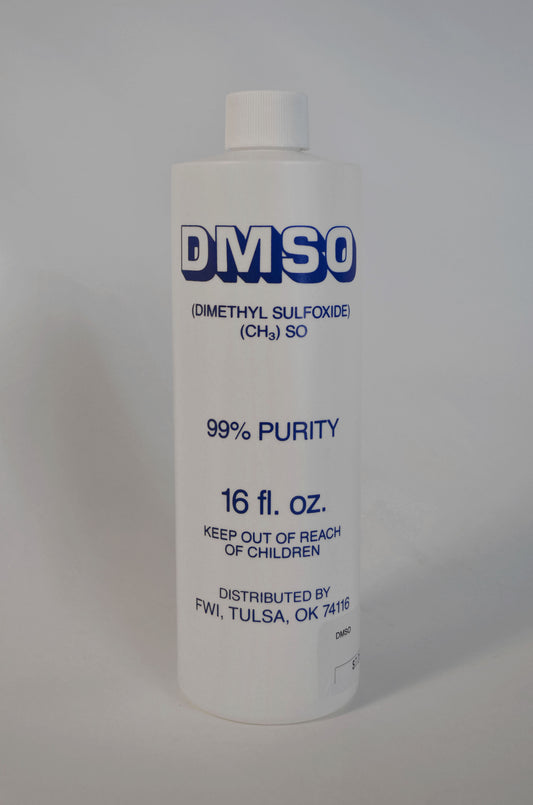 DMSO
(DIMETHYL SULFOXIDE)
(CH₃) SO
99% PURITY
16 fl. oz.
KEEP OUT OF REACH
OF CHILDREN
DISTRIBUTED BY
FWI, TULSA, OK 74116
DMSO